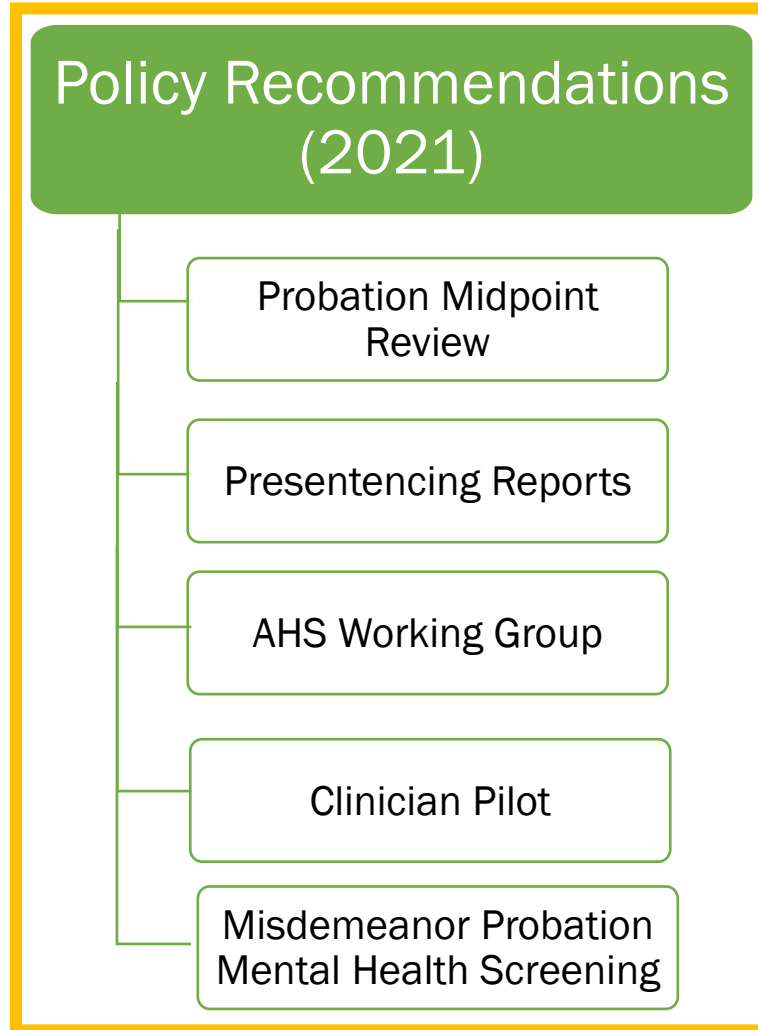 Policy Recommendations
(2021)
Probation Midpoint
Review
Presentencing Reports
AHS Working Group
Clinician Pilot
Misdemeanor Probation
Mental Health Screening